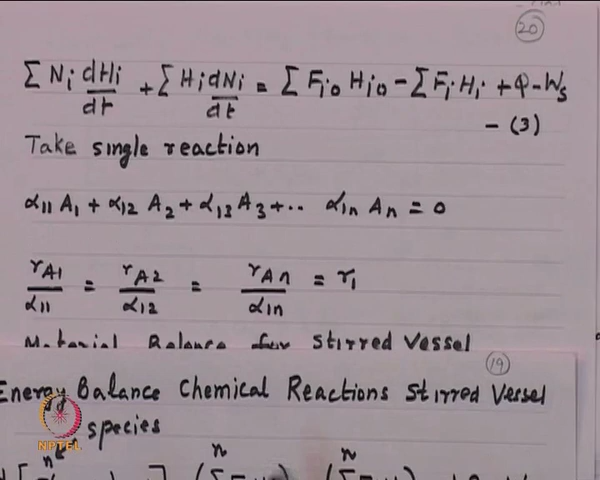 20
Σ Ni dHi/dt + Σ Hi dNi/dt = Σ Fio Hio - Σ Fi Hi + Q - Ws
- (3)
Take single reaction
α11 A1 + α12 A2 + α13 A3 + .. α1n An = 0
rA1/α11 = rA2/α12 = rAn/α1n = r1
Material Balance for Stirred Vessel
19
Energy Balance Chemical Reactions Stirred Vessel
species
NPTEL
n n n